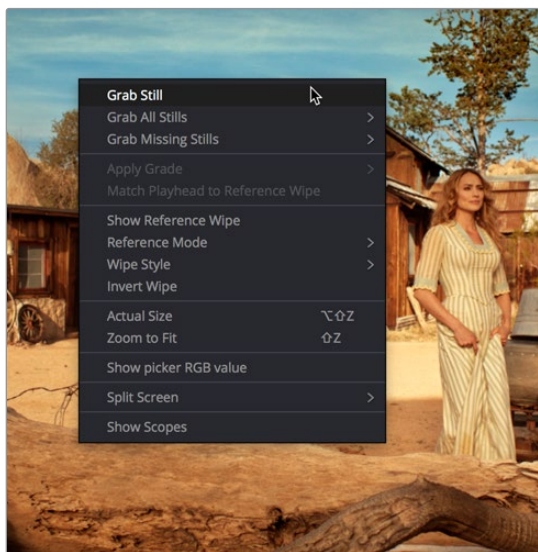 Grab Still
Grab All Stills >
Grab Missing Stills >
Apply Grade >
Match Playhead to Reference Wipe
Show Reference Wipe
Reference Mode >
Wipe Style >
Invert Wipe
Actual Size ⌥⇧Z
Zoom to Fit ⇧Z
Show picker RGB value
Split Screen >
Show Scopes